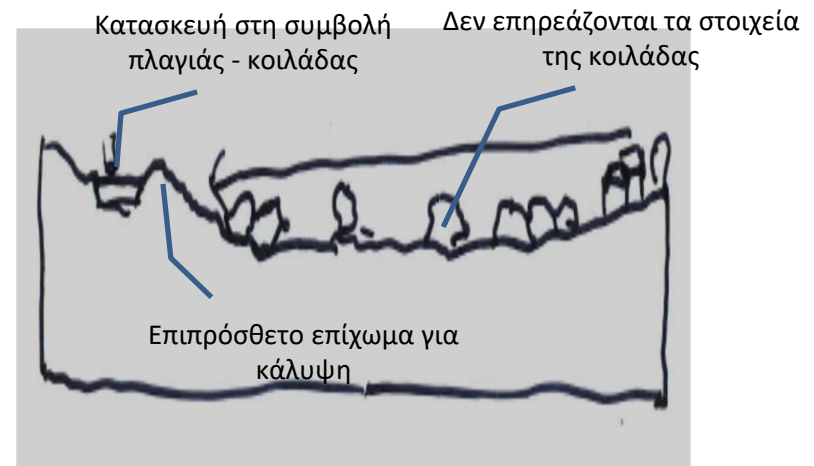 Κατασκευή στη συμβολή
πλαγιάς - κοιλάδας
Δεν επηρεάζονται τα στοιχεία
της κοιλάδας
Επιπρόσθετο επίχωμα για
κάλυψη